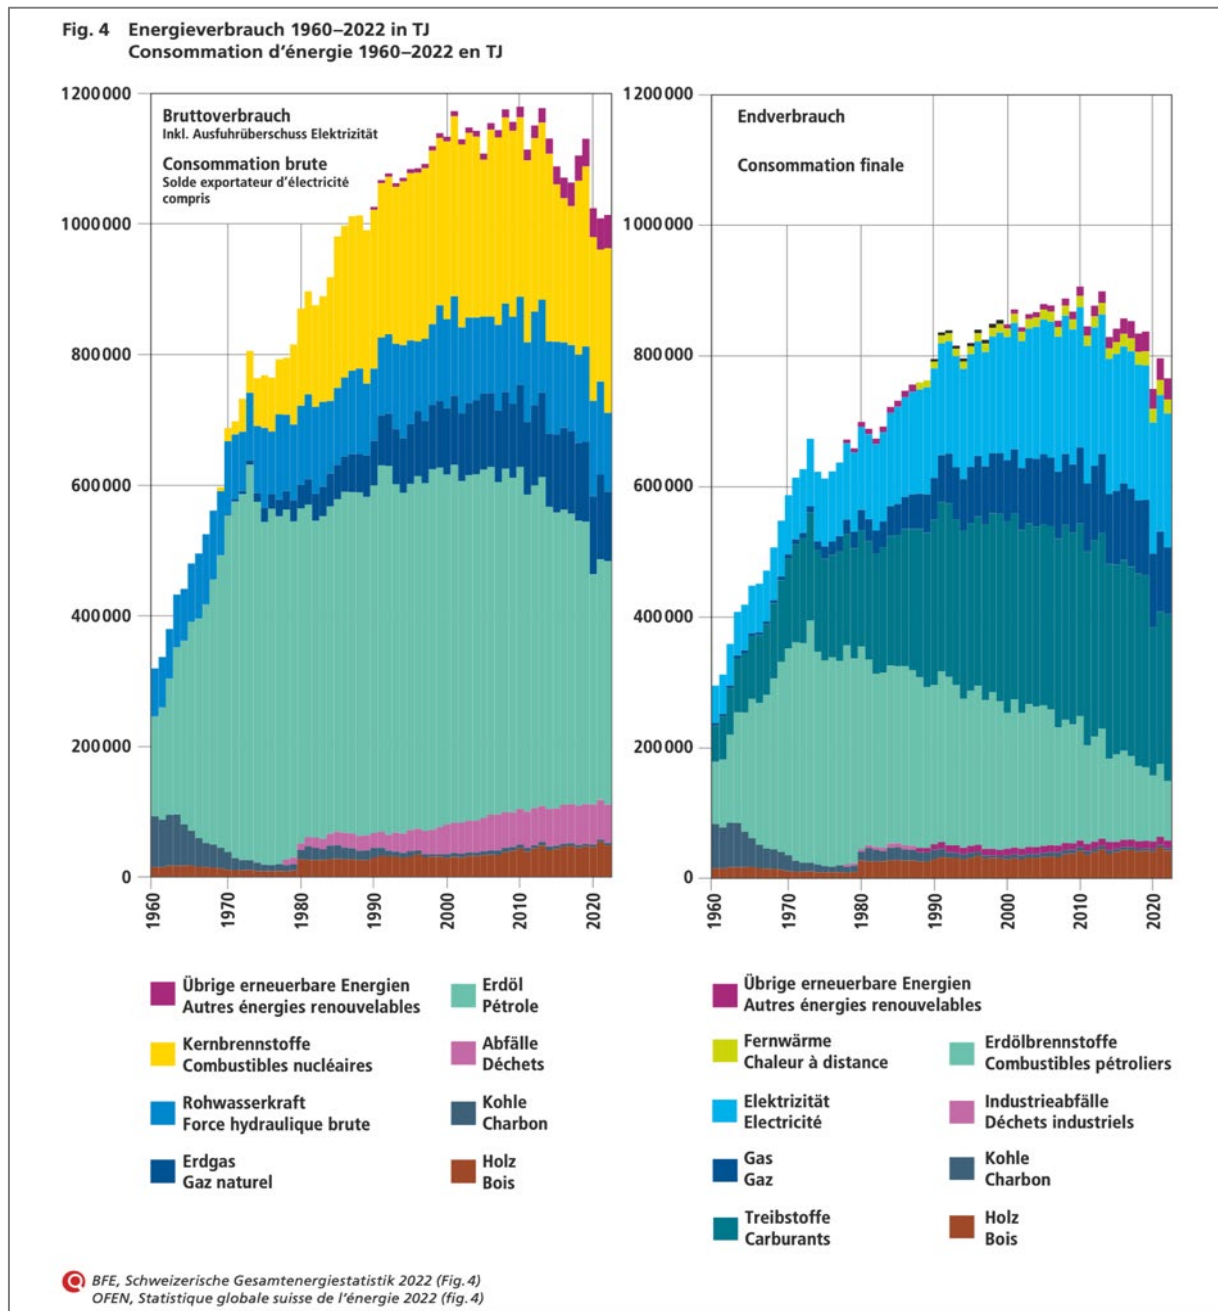 Fig. 4 Energieverbrauch 1960–2022 in TJ
Consommation d'énergie 1960–2022 en TJ
1200000
1000000
800000
600000
400000
200000
0
Bruttoverbrauch
Inkl. Ausfuhrüberschuss Elektrizität
Consommation brute
Solde exportateur d'électricité
compris
1960
1970
1980
1990
2000
2010
2020
1200000
1000000
800000
600000
400000
200000
0
Endverbrauch
Consommation finale
1960
1970
1980
1990
2000
2010
2020
Übrige erneuerbare Energien
Autres énergies renouvelables
Kernbrennstoffe
Combustibles nucléaires
Rohwasserkraft
Force hydraulique brute
Erdgas
Gaz naturel
Erdöl
Pétrole
Abfälle
Déchets
Kohle
Charbon
Holz
Bois
Übrige erneuerbare Energien
Autres énergies renouvelables
Fernwärme
Chaleur à distance
Elektrizität
Electricité
Gas
Gaz
Treibstoffe
Carburants
Erdölbrennstoffe
Combustibles pétroliers
Industrieabfälle
Déchets industriels
Kohle
Charbon
Holz
Bois
BFE, Schweizerische Gesamtenergiestatistik 2022 (Fig. 4)
OFEN, Statistique globale suisse de l'énergie 2022 (fig. 4)